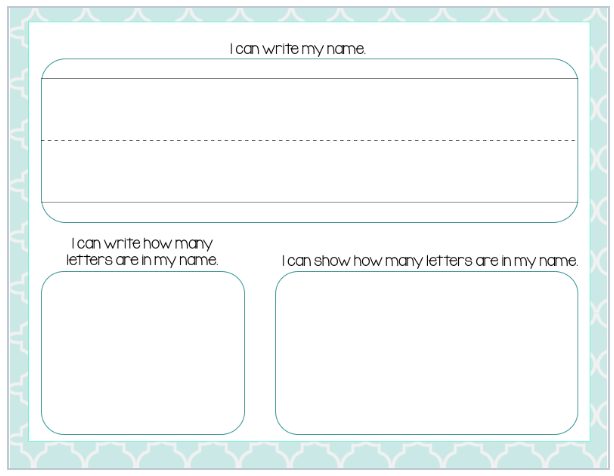 I can write my name.
I can write how many
letters are in my name.
I can show how many letters are in my name.